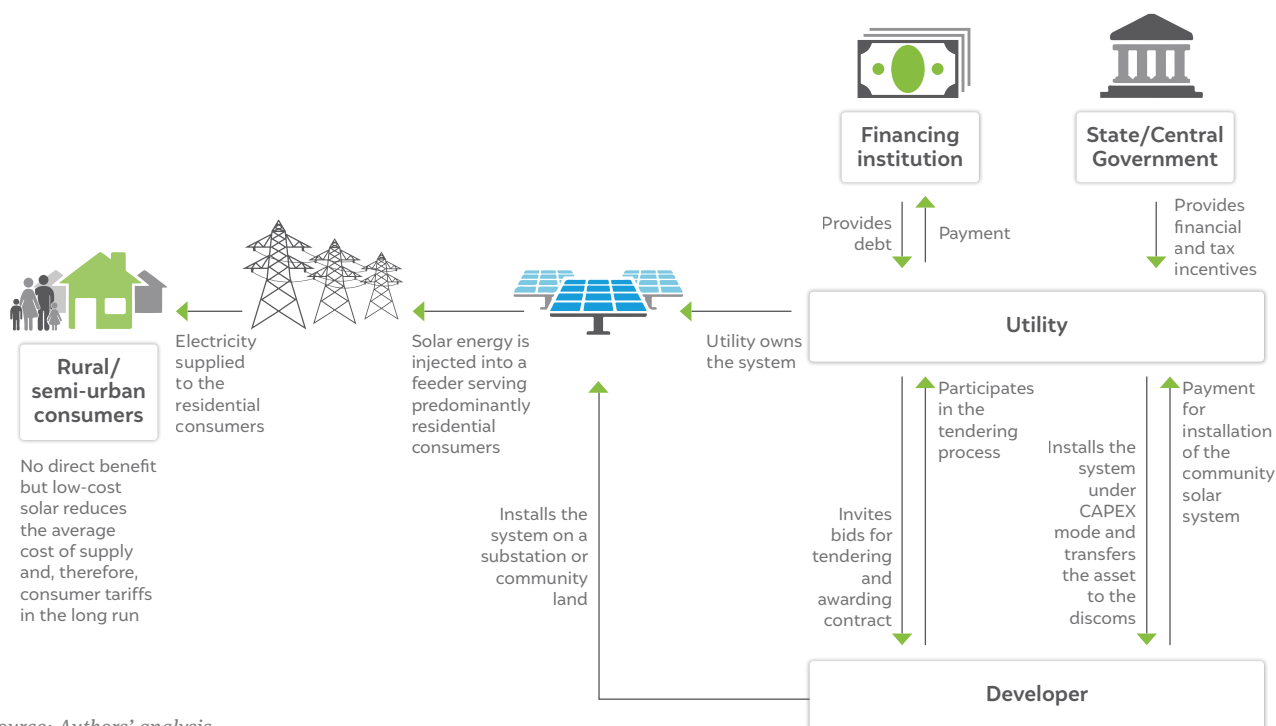 Financing
institution
State/Central
Government
Provides
debt
Payment
Provides
financial
and tax
incentives
Utility
Utility owns
the system
Solar energy is
injected into a
feeder serving
predominantly
residential
consumers
Electricity
supplied
to the
residential
consumers
Rural/
semi-urban
consumers
No direct benefit
but low-cost
solar reduces
the average
cost of supply
and, therefore,
consumer tariffs
in the long run
Installs the
system on a
substation or
community
land
Invites
bids for
tendering
and
awarding
contract
Participates
in the
tendering
process
Installs the
system
under
CAPEX
mode and
transfers
the asset
to the
discoms
Payment
for
installation
of the
community
solar
system
Developer
Authors' analysis